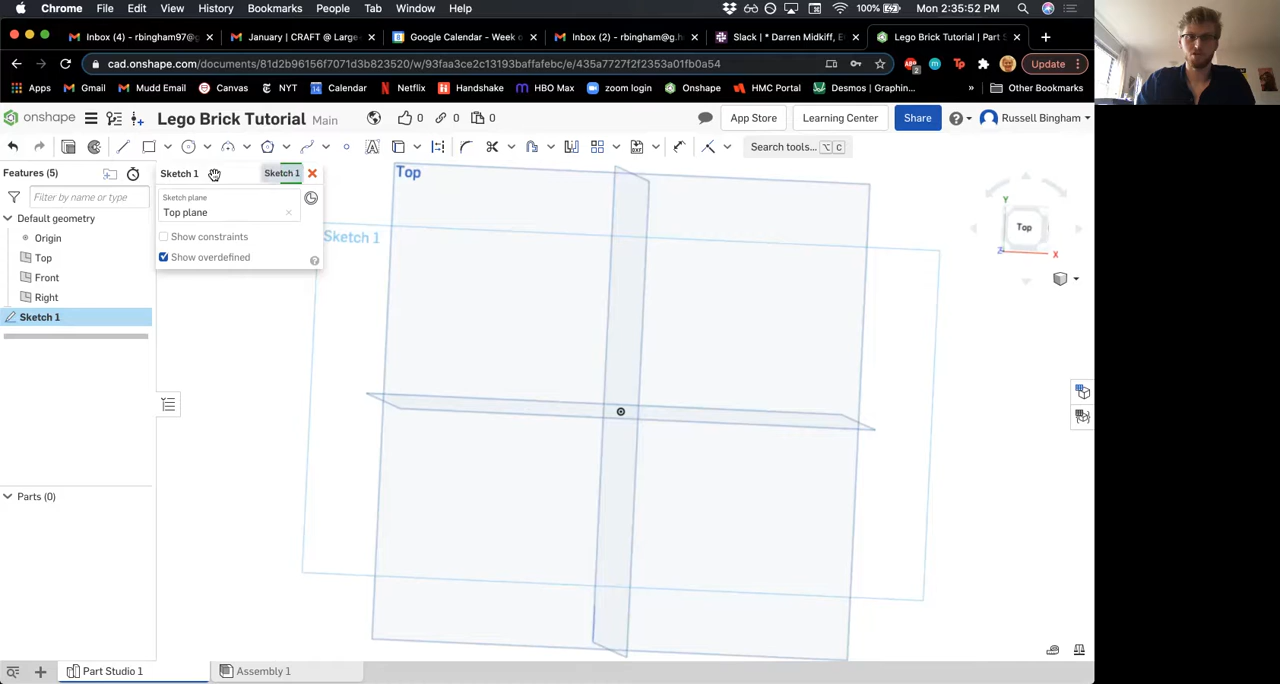 Chrome File Edit View History Bookmarks People Tab Window Help 100% Mon 2:35:52
Inbox (4) - rbingham97@g January | CRAFT @ Large Google Calendar - Week o Inbox (2) - rbingham@g.h Slack | * Darren Midkiff, EC Lego Brick Tutorial | Part S
cad.onshape.com/documents/81d2b96156f7071d3b823520/w/93faa3ce2c13193baffafebc/e/435a7727f2f2353a01fb0a54 Update
Apps Gmail Mudd Email Canvas NYT Calendar Netflix Handshake HBO Max zoom login Onshape HMC Portal Desmos | Graphin... » Other Bookmarks
onshape Lego Brick Tutorial Main 0 0 0 App Store Learning Center Share Russell Bingham
Search tools... ⌥ C
Features (5) Sketch 1 Sketch 1
Filter by name or type
Sketch plane
Top plane
Default geometry
Origin
Show constraints
Top
Show overdefined
Front
Right
Sketch 1
Top
Sketch 1
Y
Top
Z
X
Parts (0)
Part Studio 1 Assembly 1